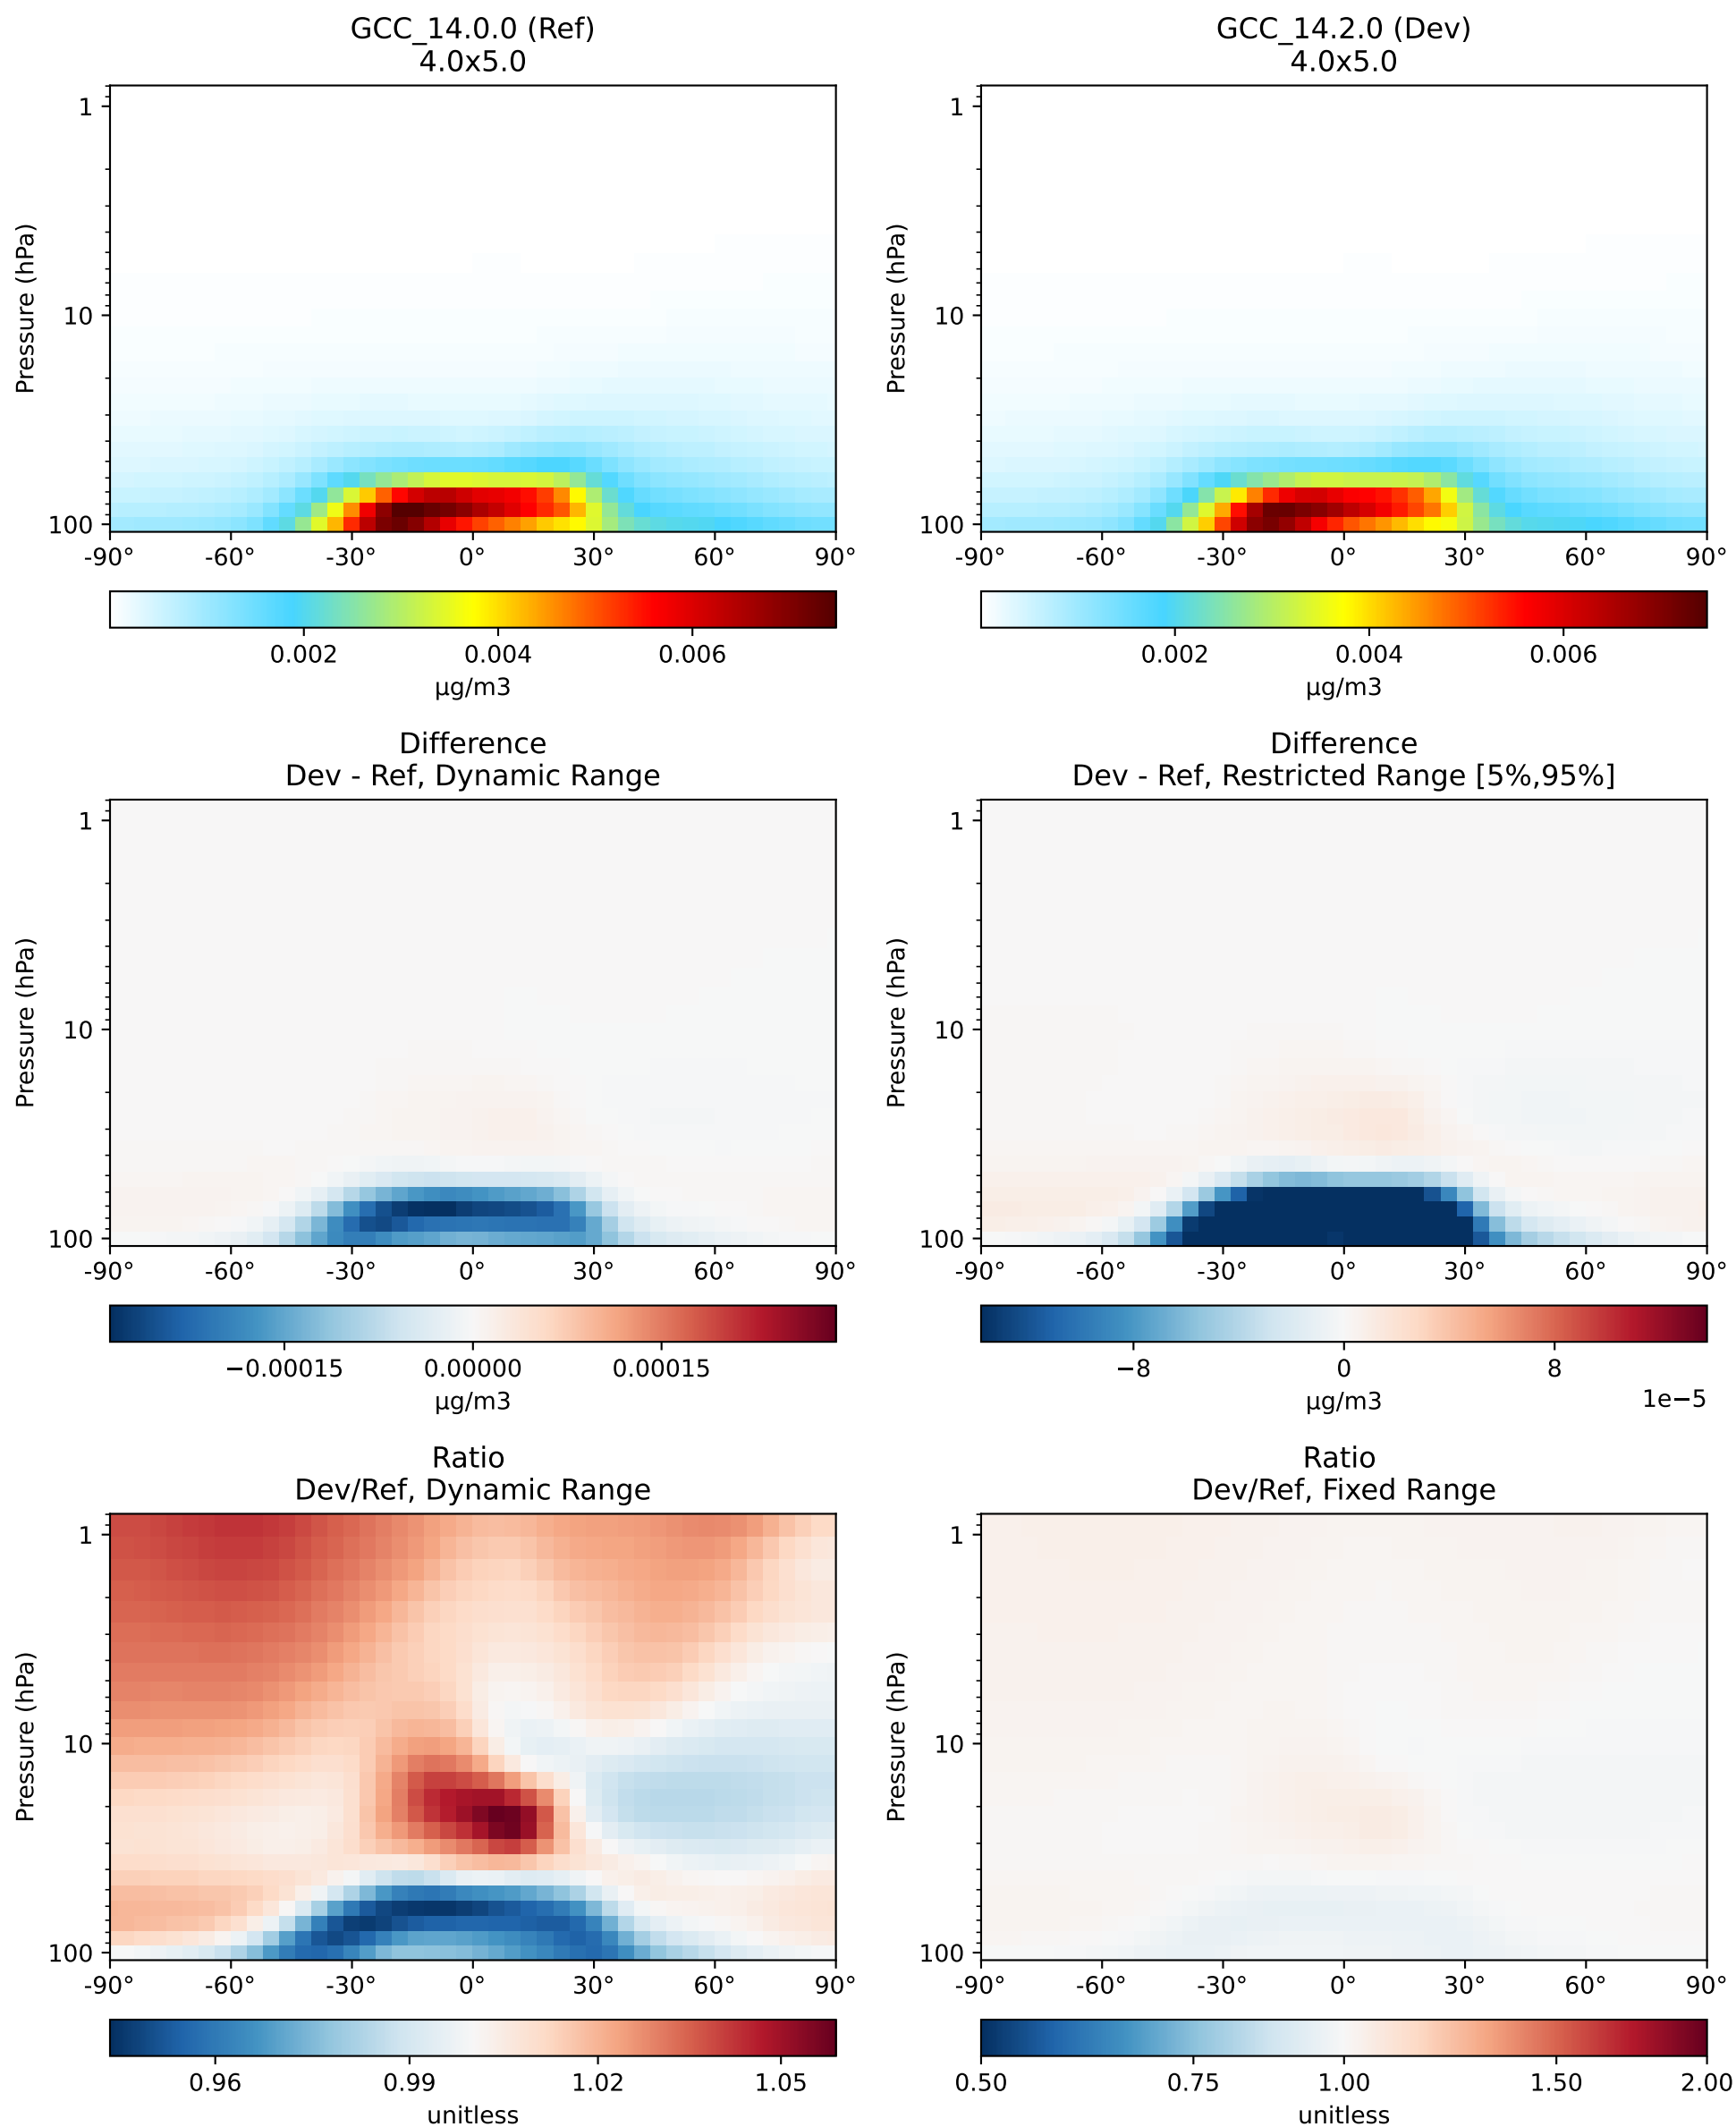 GCC_14.0.0 (Ref)
4.0x5.0
Pressure (hPa)
1
10
100
-90° -60° -30° 0° 30° 60° 90°
0.002 0.004 0.006
μg/m3
GCC_14.2.0 (Dev)
4.0x5.0
Pressure (hPa)
1
10
100
-90° -60° -30° 0° 30° 60° 90°
0.002 0.004 0.006
μg/m3
Difference
Dev - Ref, Dynamic Range
Pressure (hPa)
1
10
100
-90° -60° -30° 0° 30° 60° 90°
−0.00015 0.00000 0.00015
μg/m3
Difference
Dev - Ref, Restricted Range [5%,95%]
Pressure (hPa)
1
10
100
-90° -60° -30° 0° 30° 60° 90°
−8 0 8
μg/m3
1e−5
Ratio
Dev/Ref, Dynamic Range
Pressure (hPa)
1
10
100
-90° -60° -30° 0° 30° 60° 90°
0.96 0.99 1.02 1.05
unitless
Ratio
Dev/Ref, Fixed Range
Pressure (hPa)
1
10
100
-90° -60° -30° 0° 30° 60° 90°
0.50 0.75 1.00 1.50 2.00
unitless